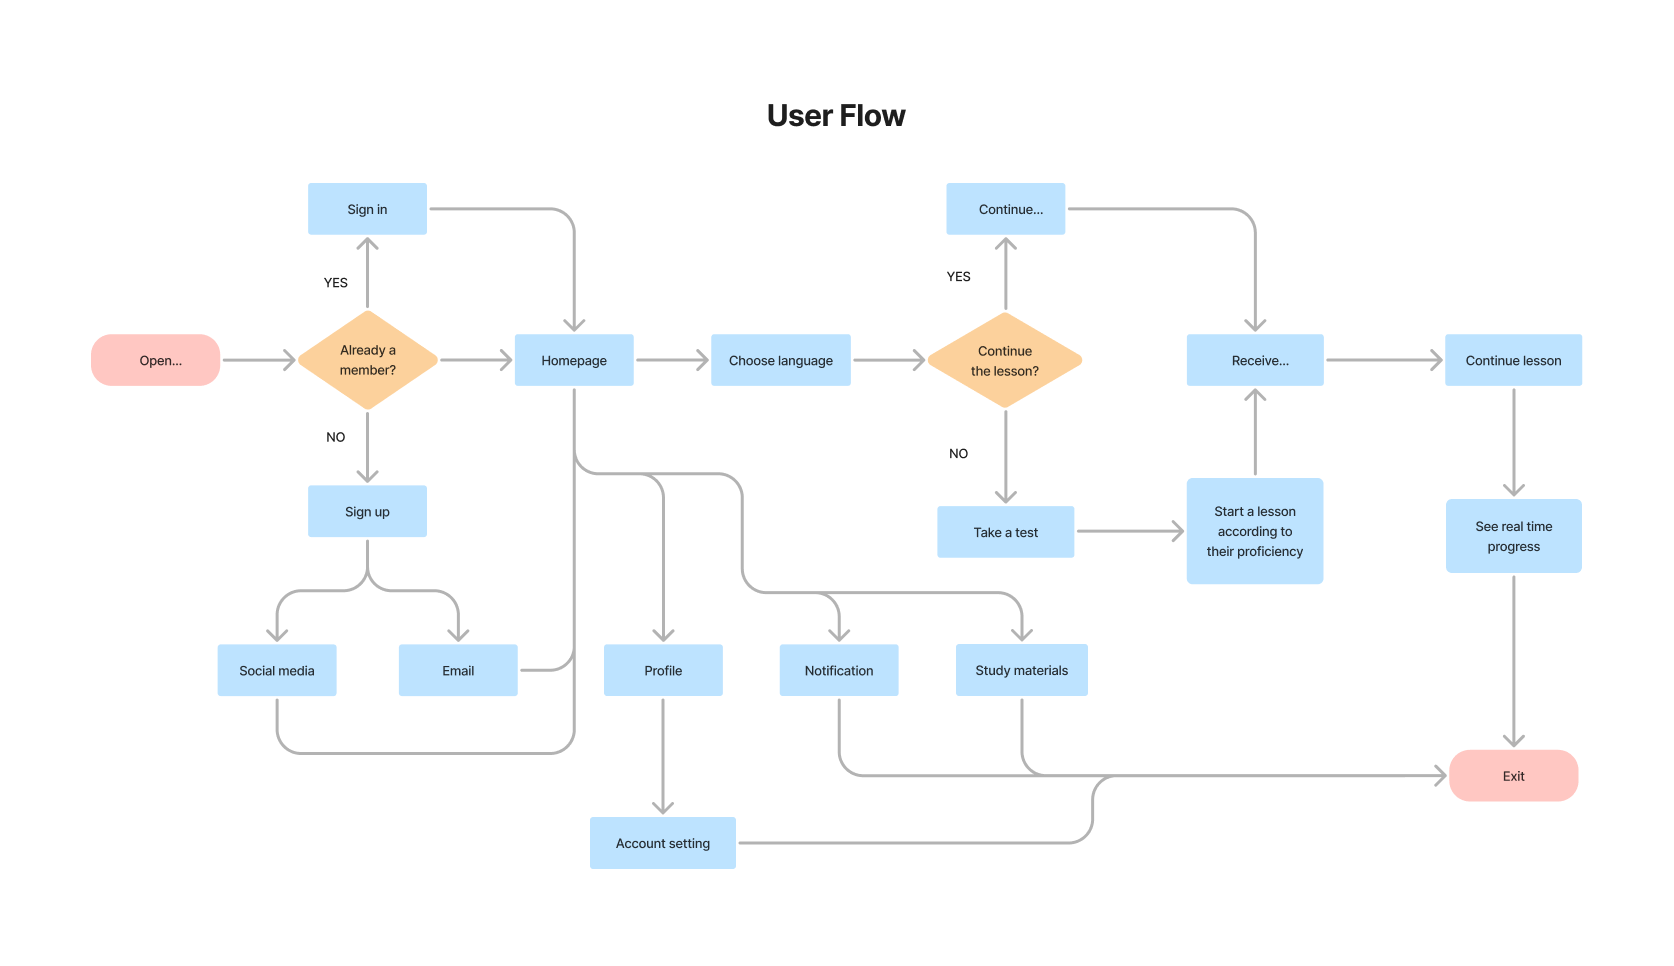 User Flow
Sign in
Continue...
YES
YES
Open...
Already a
member?
Homepage
Choose language
Continue
the lesson?
Receive...
Continue lesson
NO
NO
Sign up
Take a test
Start a lesson
according to
their proficiency
See real time
progress
Social media
Email
Profile
Notification
Study materials
Exit
Account setting